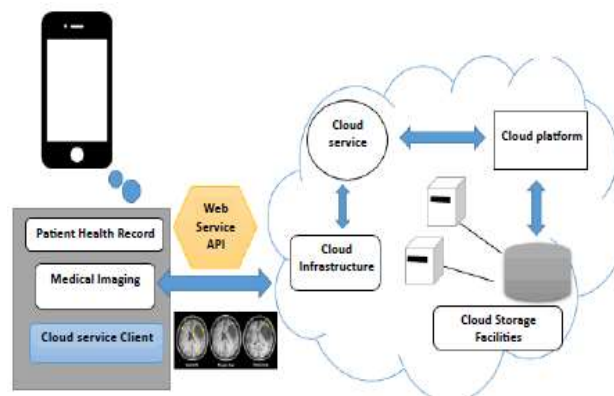 Cloud
service
Cloud platform
Web
Service
API
Patient Health Record
Medical Imaging
Cloud service Client
Cloud
Infrastructure
Cloud Storage
Facilities